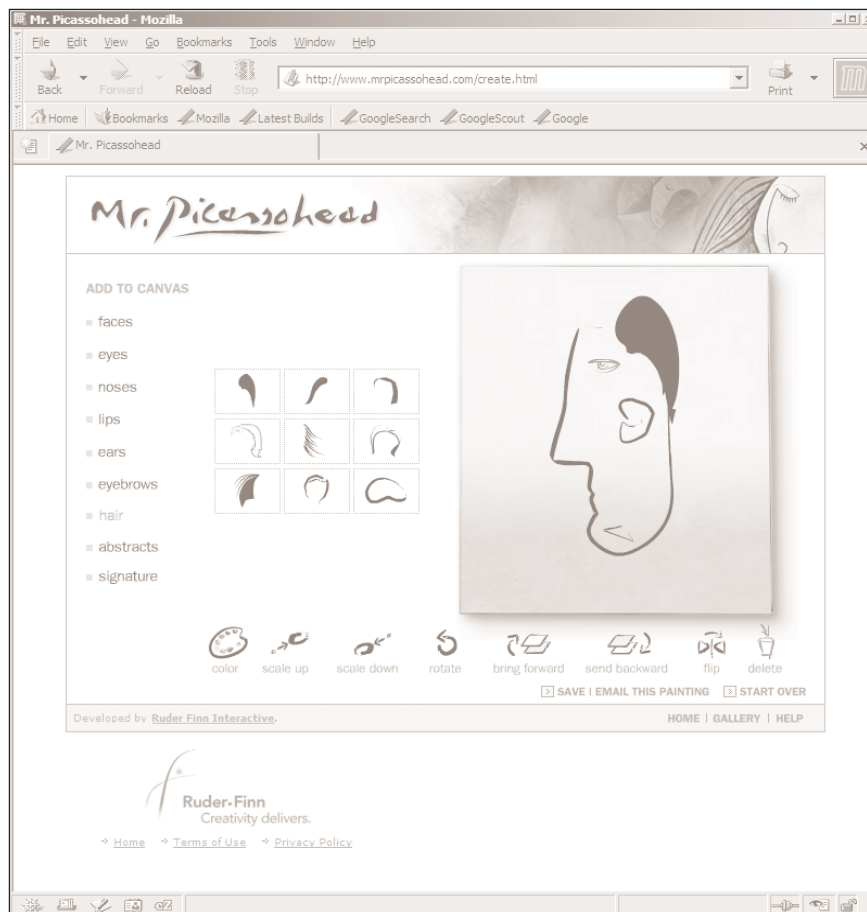 Mr. Picassohead - Mozilla
File Edit View Go Bookmarks Tools Window Help
Back Forward Reload Stop http://www.mrpicassohead.com/create.html Print
Home Bookmarks Mozilla Latest Builds GoogleSearch GoogleScout Google
Mr. Picassohead
Mr. Picassohead
ADD TO CANVAS
faces
eyes
noses
lips
ears
eyebrows
hair
abstracts
signature
color scale up scale down rotate bring forward send backward flip delete
SAVE | EMAIL THIS PAINTING START OVER
Developed by Ruder Finn Interactive. HOME | GALLERY | HELP
Ruder•Finn
Creativity delivers.
Home Terms of Use Privacy Policy